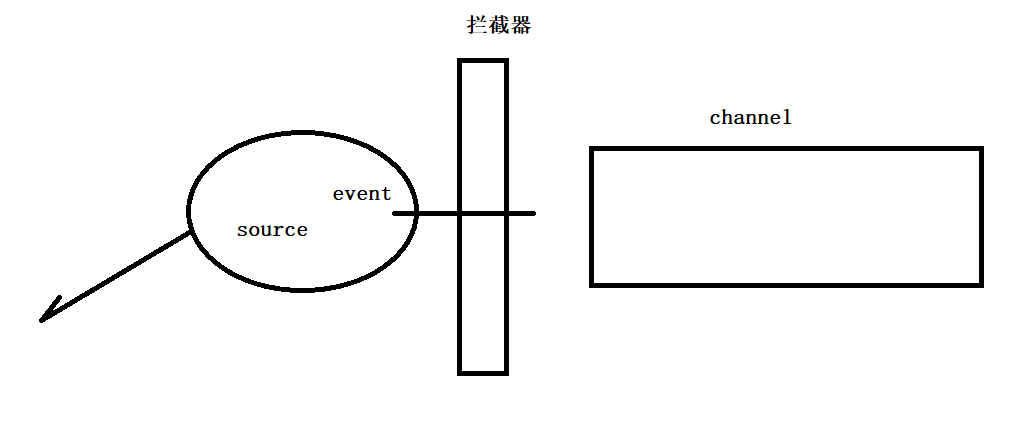 拦截器
channel
event
source